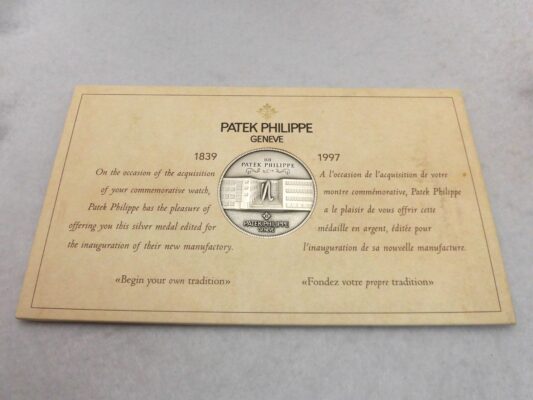 PATEK PHILIPPE
GENEVE
1839
On the occasion of the acquisition
of your commemorative watch,
Patek Philippe has the pleasure of
offering you this silver medal edited for
the inauguration of their new manufactory.
«Begin your own tradition»
PATEK PHILIPPE
PATEK PHILIPPE
GENEVE
1997
A l'occasion de l'acquisition de votre
montre commémorative, Patek Philippe
a le plaisir de vous offrir cette
médaille en argent, éditée pour
l'inauguration de sa nouvelle manufacture.
«Fondez votre propre tradition»